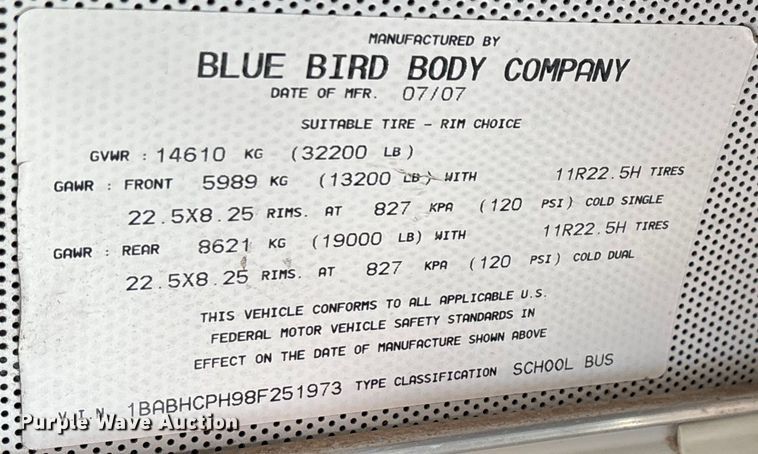 MANUFACTURED BY
BLUE BIRD BODY COMPANY
DATE OF MFR. 07/07
SUITABLE TIRE - RIM CHOICE
GVWR : 14610 KG (32200 LB)
GAWR : FRONT 5989 KG (13200 LB) WITH 11R22.5H TIRES
22.5X8.25 RIMS. AT 827 KPA (120 PSI) COLD SINGLE
GAWR : REAR 8621 KG (19000 LB) WITH 11R22.5H TIRES
22.5X8.25 RIMS. AT 827 KPA (120 PSI) COLD DUAL
THIS VEHICLE CONFORMS TO ALL APPLICABLE U.S.
FEDERAL MOTOR VEHICLE SAFETY STANDARDS IN
EFFECT ON THE DATE OF MANUFACTURE SHOWN ABOVE
V.I.N. 1BABHCPH98F251973 TYPE CLASSIFICATION SCHOOL BUS
Purple Wave Auction